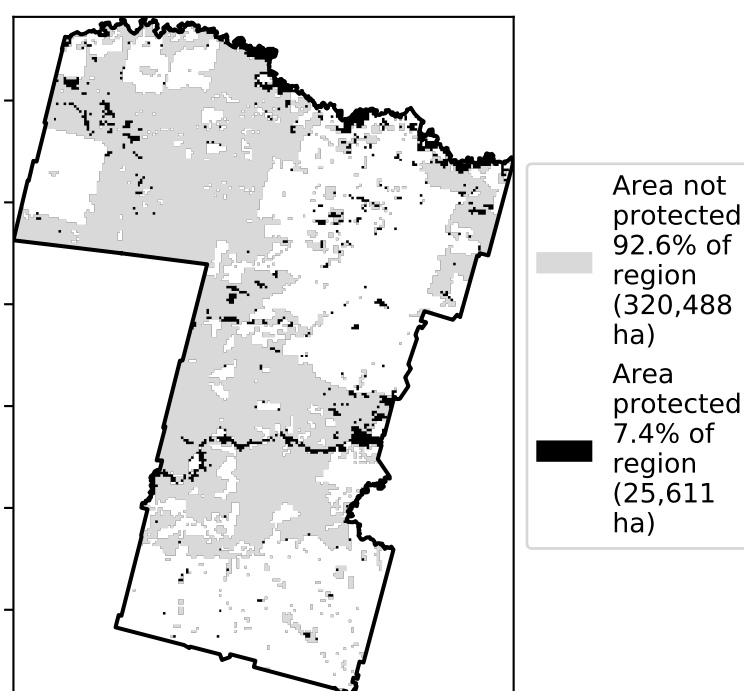 Area not
protected
92.6% of
region
(320,488
ha)
Area
protected
7.4% of
region
(25,611
ha)